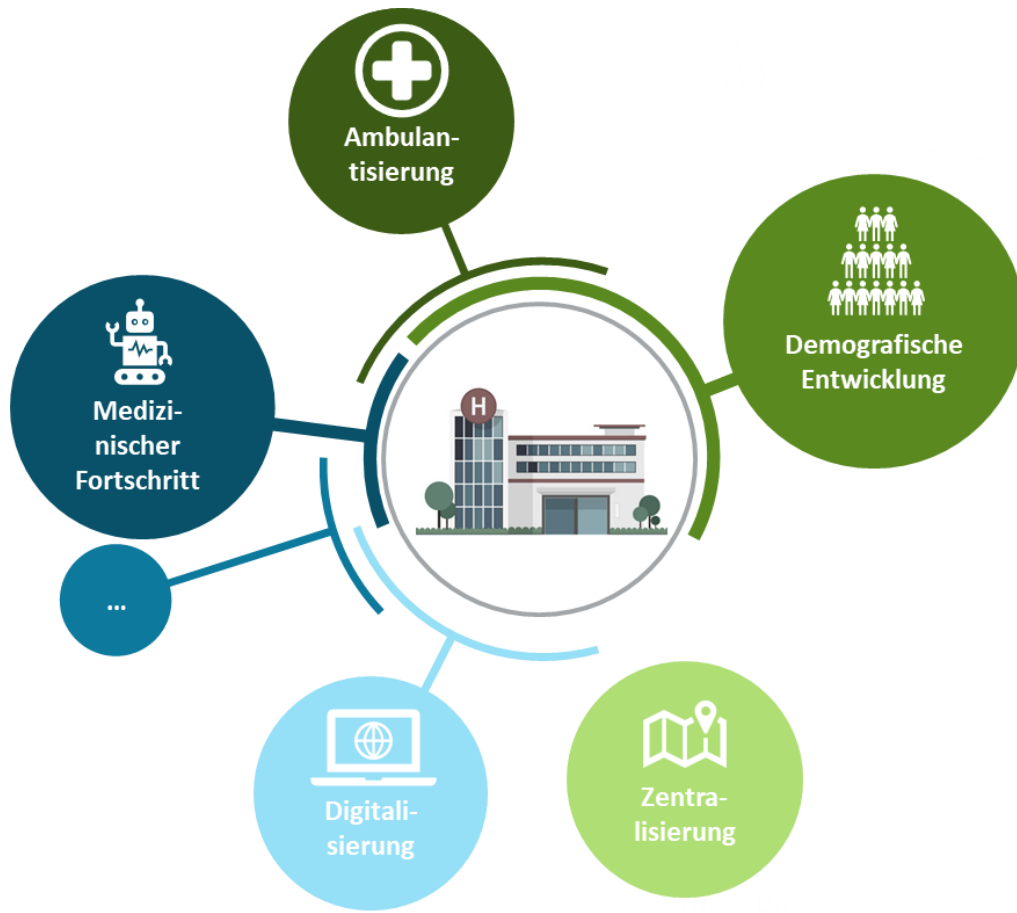 Ambulan-
tisierung
Demografische
Entwicklung
Medizi-
nischer
Fortschritt
H
...
Digitali-
sierung
Zentra-
lisierung